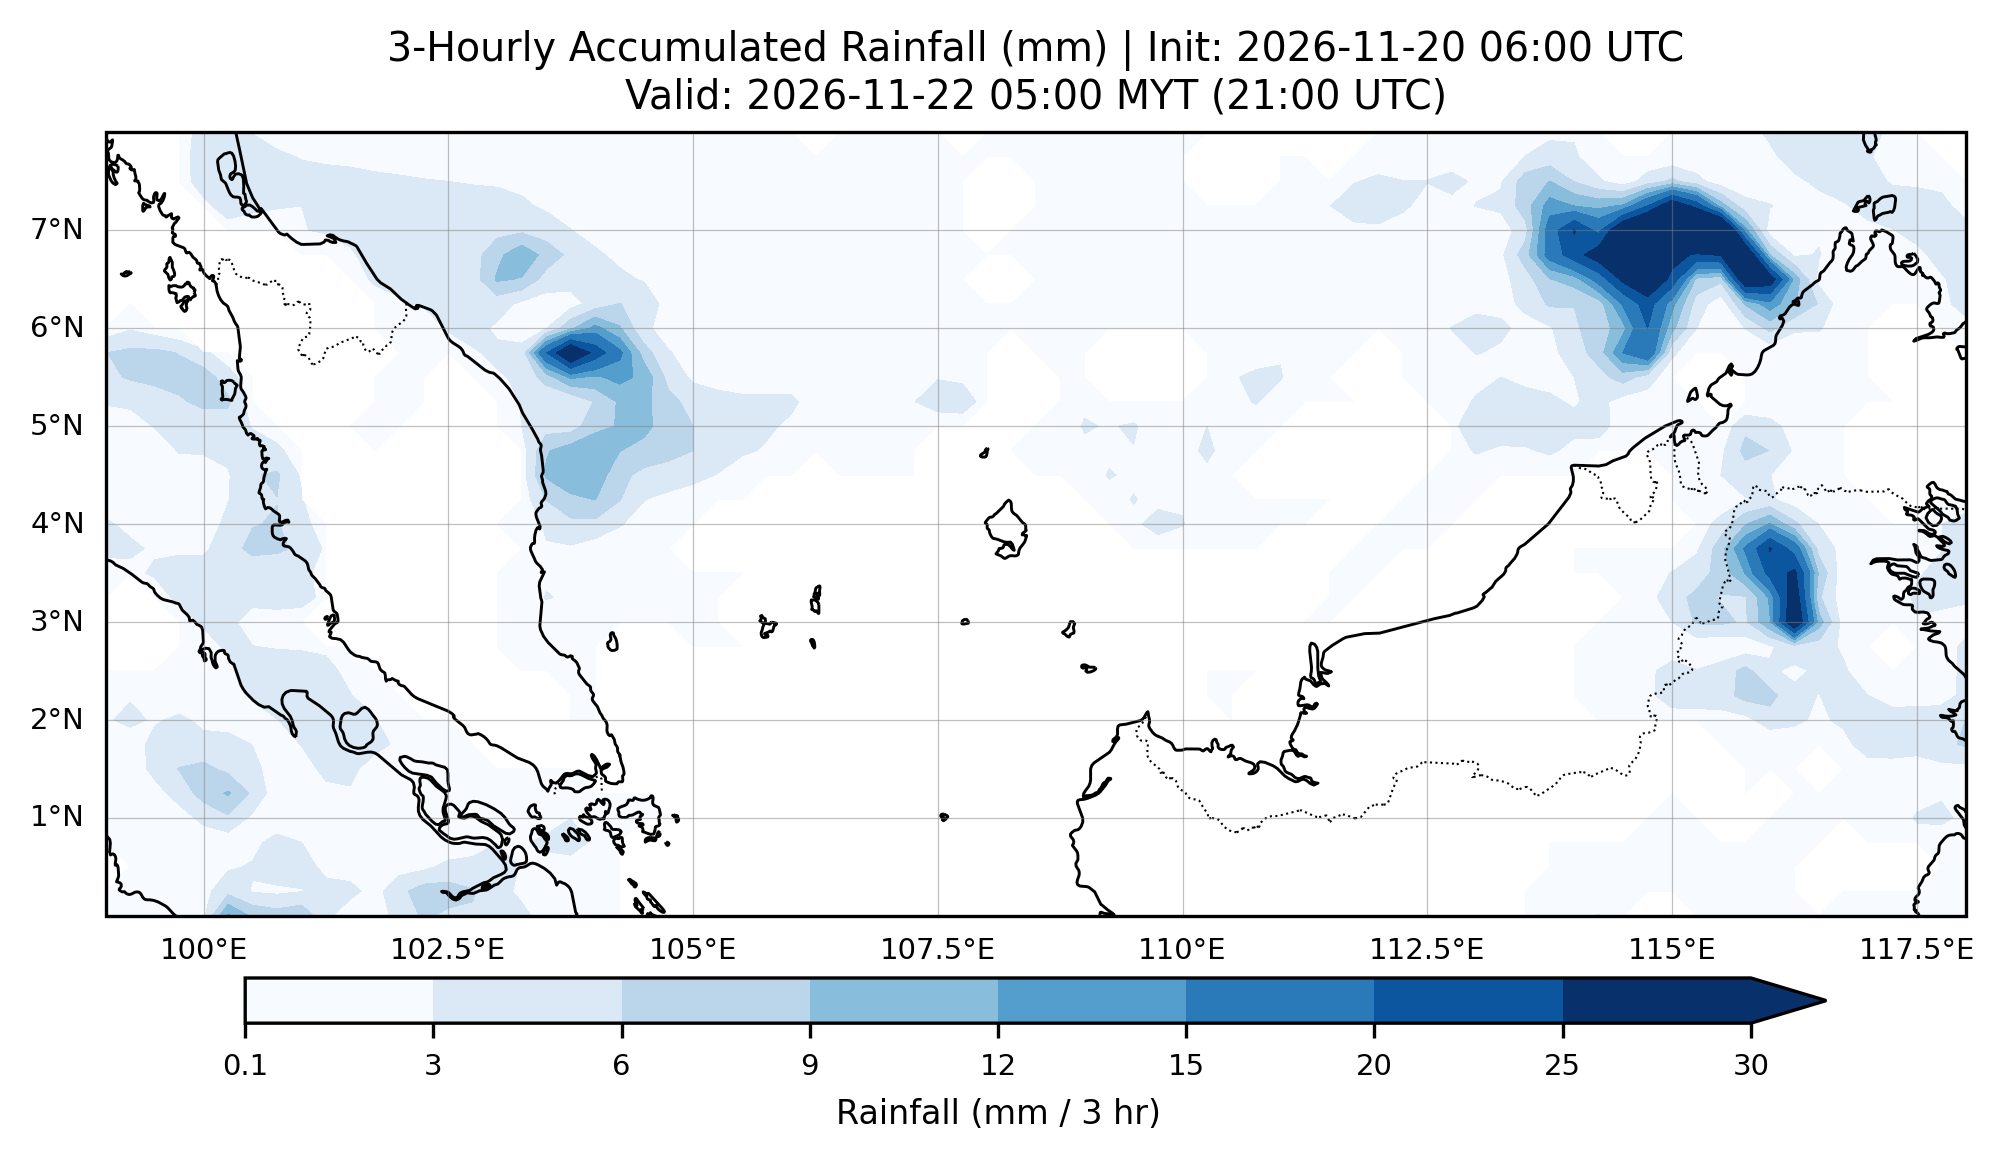 3-Hourly Accumulated Rainfall (mm) | Init: 2026-11-20 06:00 UTC
Valid: 2026-11-22 05:00 MYT (21:00 UTC)
7°N
6°N
5°N
4°N
3°N
2°N
1°N
100°E 102.5°E 105°E 107.5°E 110°E 112.5°E 115°E 117.5°E
0.1 3 6 9 12 15 20 25 30
Rainfall (mm / 3 hr)